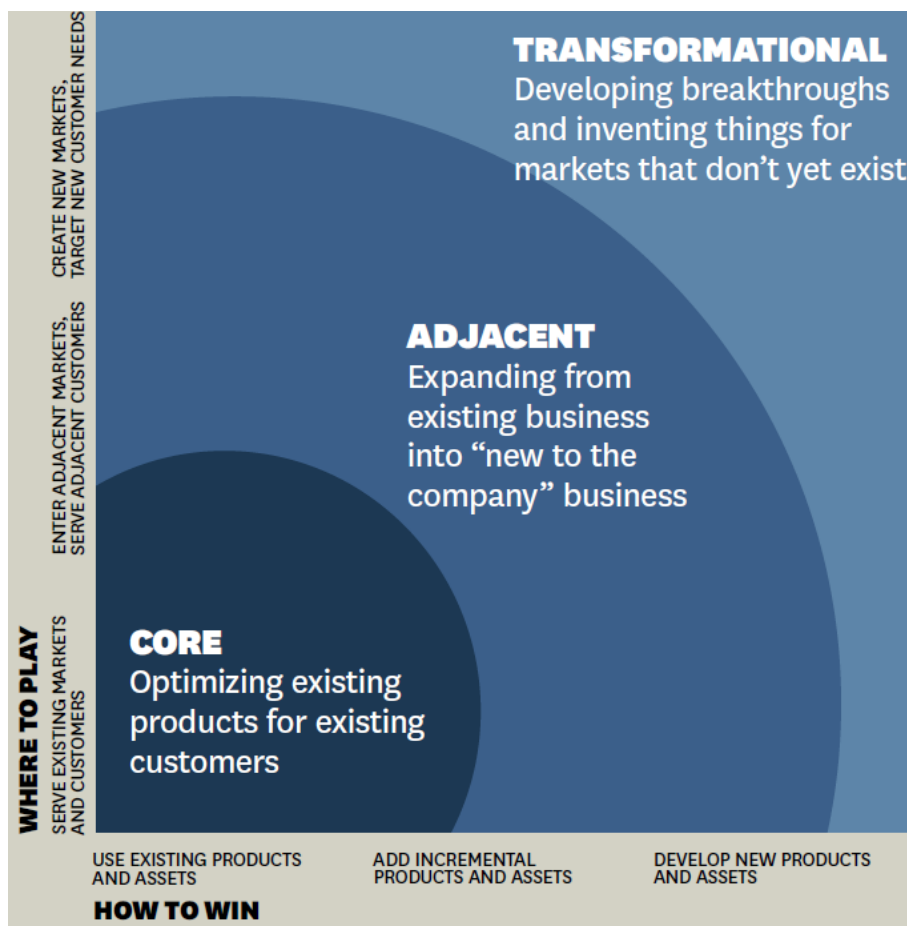 TRANSFORMATIONAL
Developing breakthroughs
and inventing things for
markets that don’t yet exist
ADJACENT
Expanding from
existing business
into “new to the
company” business
CORE
Optimizing existing
products for existing
customers
WHERE TO PLAY
CREATE NEW MARKETS,
TARGET NEW CUSTOMER NEEDS
ENTER ADJACENT MARKETS,
SERVE ADJACENT CUSTOMERS
SERVE EXISTING MARKETS
AND CUSTOMERS
USE EXISTING PRODUCTS
AND ASSETS
ADD INCREMENTAL
PRODUCTS AND ASSETS
DEVELOP NEW PRODUCTS
AND ASSETS
HOW TO WIN